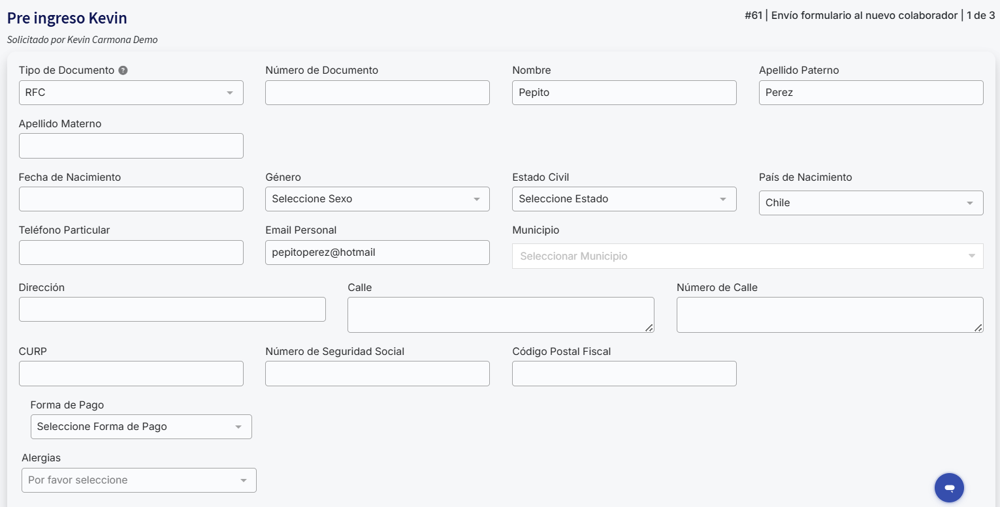 Pre ingreso Kevin
#61 | Envío formulario al nuevo colaborador | 1 de 3
Solicitado por Kevin Carmona Demo
Tipo de Documento ?
Número de Documento
Nombre
Apellido Paterno
RFC
Pepito
Perez
Apellido Materno
Fecha de Nacimiento
Género
Estado Civil
País de Nacimiento
Seleccione Sexo
Seleccione Estado
Chile
Teléfono Particular
Email Personal
Municipio
pepitoperez@hotmail
Seleccionar Municipio
Dirección
Calle
Número de Calle
CURP
Número de Seguridad Social
Código Postal Fiscal
Forma de Pago
Seleccione Forma de Pago
Alergias
Por favor seleccione